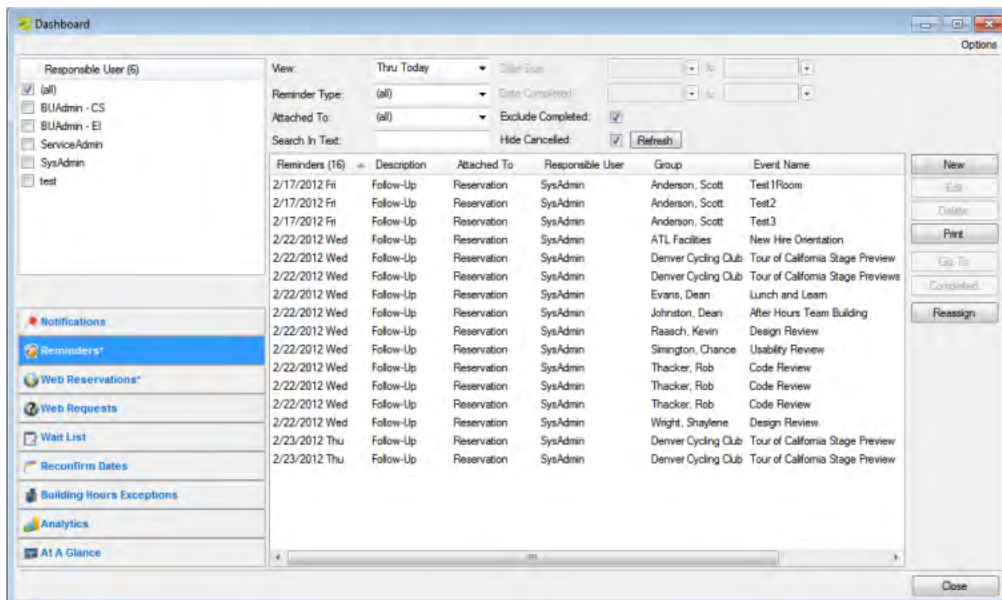 Dashboard
Options
Responsible User (6)
(all)
BUAdmin - CS
BUAdmin - EI
ServiceAdmin
SysAdmin
test
Notifications
Reminders*
Web Reservations*
Web Requests
Wait List
Reconfirm Dates
Building Hours Exceptions
Analytics
At A Glance
View: Thru Today Date Due: to
Reminder Type: (all) Date Completed: to
Attached To: (all) Exclude Completed:
Search In Text: Hide Cancelled: Refresh
Reminders (16) Description Attached To Responsible User Group Event Name
2/17/2012 Fri Follow-Up Reservation SysAdmin Anderson, Scott Test1Room
2/17/2012 Fri Follow-Up Reservation SysAdmin Anderson, Scott Test2
2/17/2012 Fri Follow-Up Reservation SysAdmin Anderson, Scott Test3
2/22/2012 Wed Follow-Up Reservation SysAdmin ATL Facilities New Hire Orientation
2/22/2012 Wed Follow-Up Reservation SysAdmin Denver Cycling Club Tour of California Stage Preview
2/22/2012 Wed Follow-Up Reservation SysAdmin Denver Cycling Club Tour of California Stage Previews
2/22/2012 Wed Follow-Up Reservation SysAdmin Evans, Dean Lunch and Learn
2/22/2012 Wed Follow-Up Reservation SysAdmin Johnston, Dean After Hours Team Building
2/22/2012 Wed Follow-Up Reservation SysAdmin Raasch, Kevin Design Review
2/22/2012 Wed Follow-Up Reservation SysAdmin Simington, Chance Usability Review
2/22/2012 Wed Follow-Up Reservation SysAdmin Thacker, Rob Code Review
2/22/2012 Wed Follow-Up Reservation SysAdmin Thacker, Rob Code Review
2/22/2012 Wed Follow-Up Reservation SysAdmin Thacker, Rob Code Review
2/22/2012 Wed Follow-Up Reservation SysAdmin Wright, Shaylene Design Review
2/23/2012 Thu Follow-Up Reservation SysAdmin Denver Cycling Club Tour of California Stage Preview
2/23/2012 Thu Follow-Up Reservation SysAdmin Denver Cycling Club Tour of California Stage Preview
New
Edit
Delete
Print
Go To
Completed
Reassign
Close